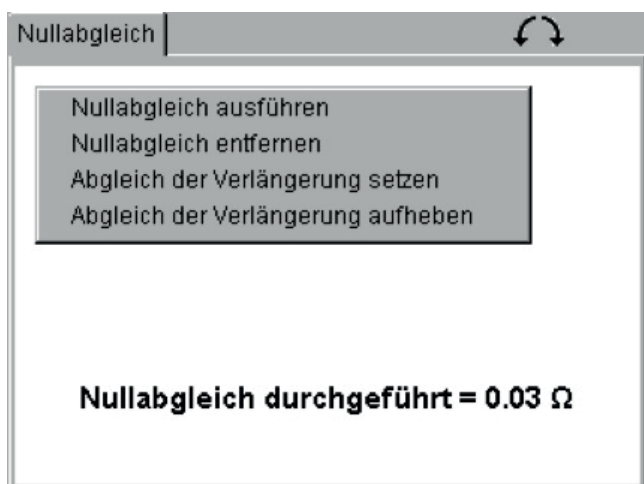 Nullabgleich
Nullabgleich ausführen
Nullabgleich entfernen
Abgleich der Verlängerung setzen
Abgleich der Verlängerung aufheben
Nullabgleich durchgeführt = 0.03 Ω